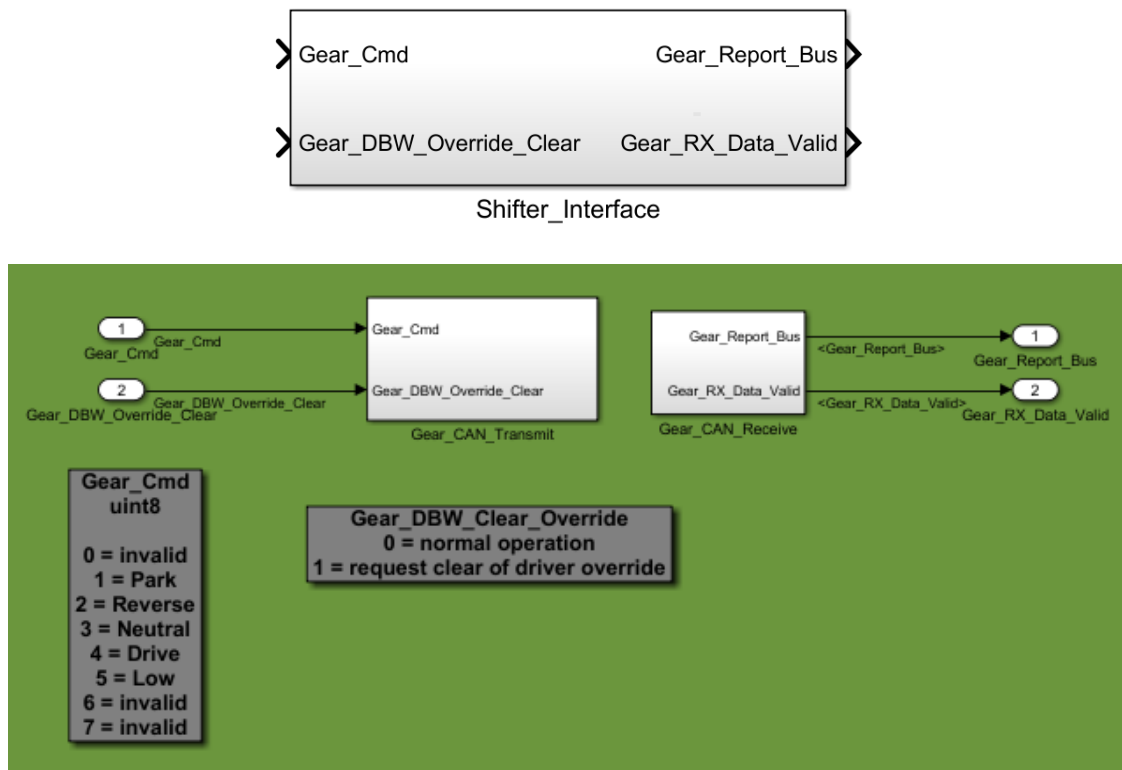 Gear_Cmd
Gear_Report_Bus
Gear_DBW_Override_Clear
Gear_RX_Data_Valid
Shifter_Interface
1
Gear_Cmd
Gear_Cmd
2
Gear_DBW_Override_Clear
Gear_DBW_Override_Clear
Gear_Cmd
Gear_DBW_Override_Clear
Gear_CAN_Transmit
Gear_Report_Bus
Gear_RX_Data_Valid
Gear_CAN_Receive
<Gear_Report_Bus>
1
Gear_Report_Bus
<Gear_RX_Data_Valid>
2
Gear_RX_Data_Valid
Gear_Cmd
uint8
0 = invalid
1 = Park
2 = Reverse
3 = Neutral
4 = Drive
5 = Low
6 = invalid
7 = invalid
Gear_DBW_Clear_Override
0 = normal operation
1 = request clear of driver override